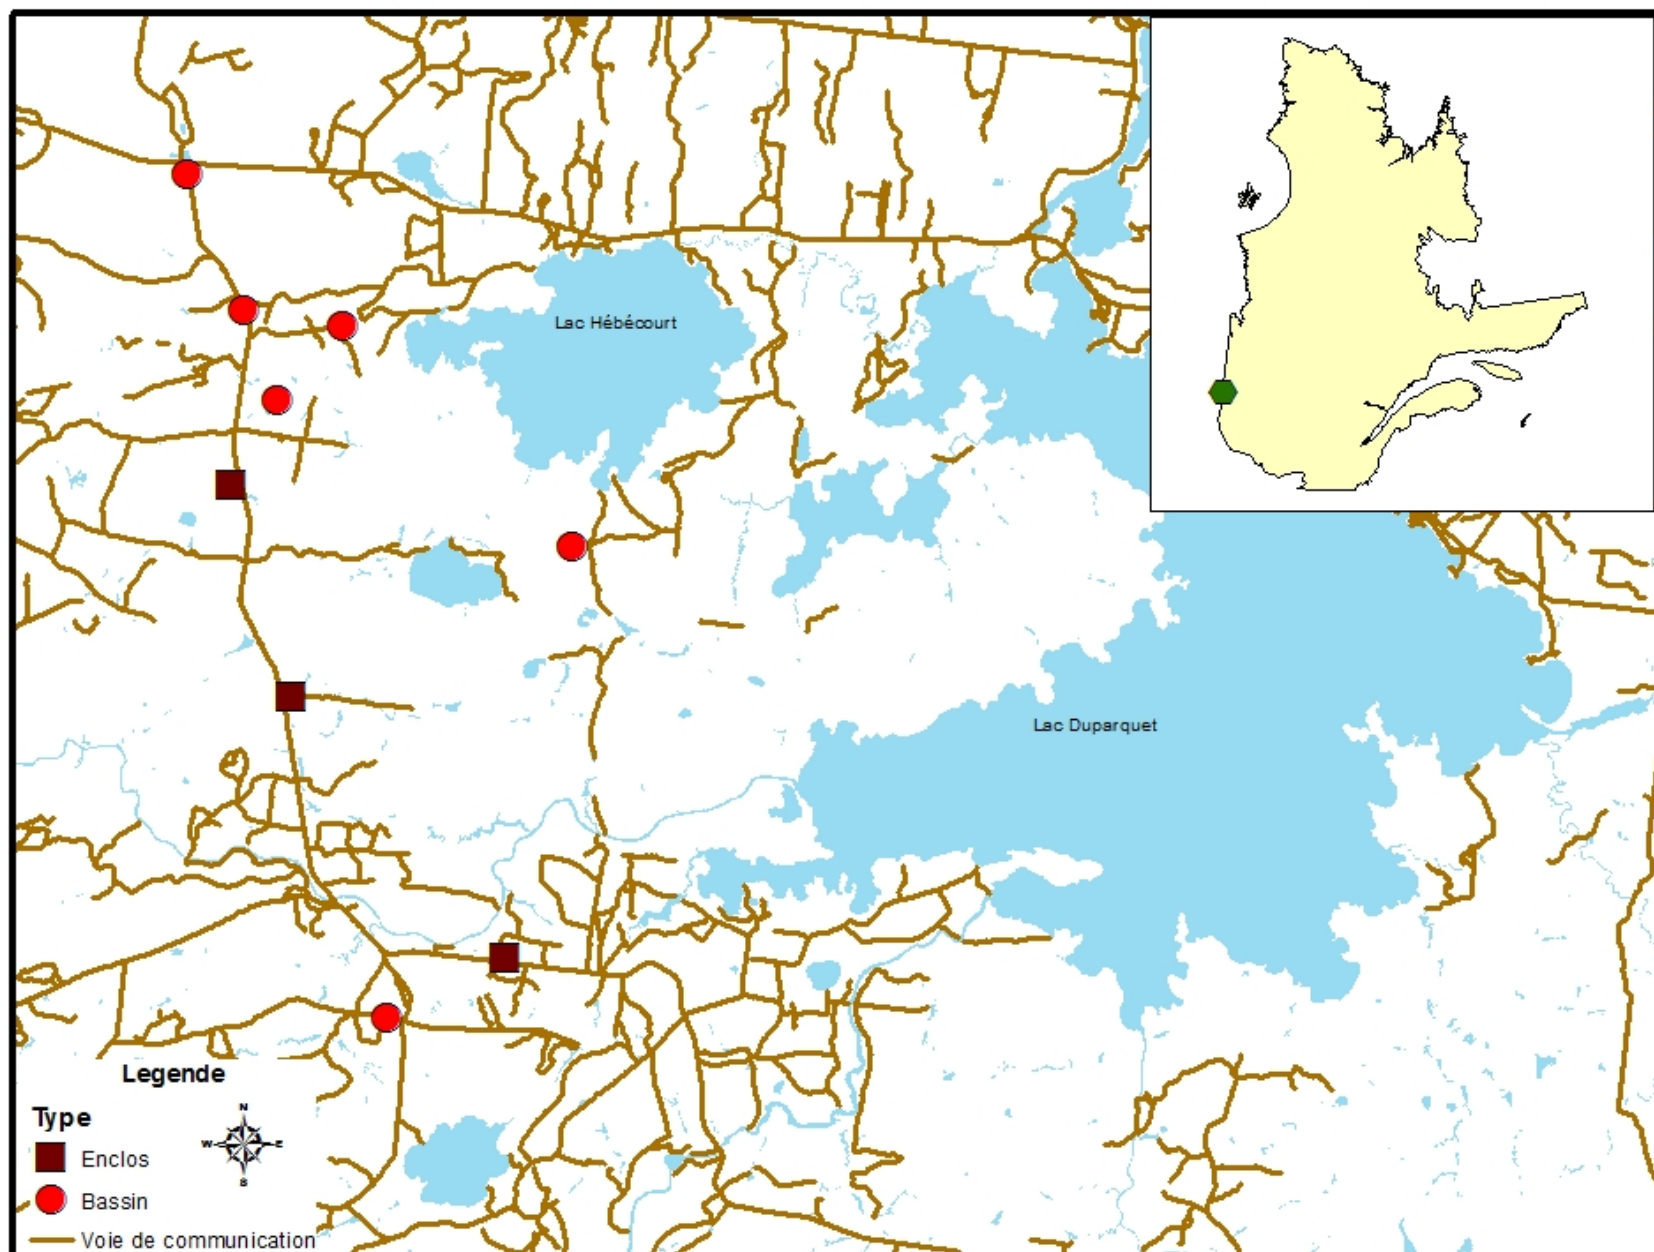 Lac Hébécourt
Lac Duparquet
Legende
Type
N
W E
S
Enclos
Bassin
Voie de communication